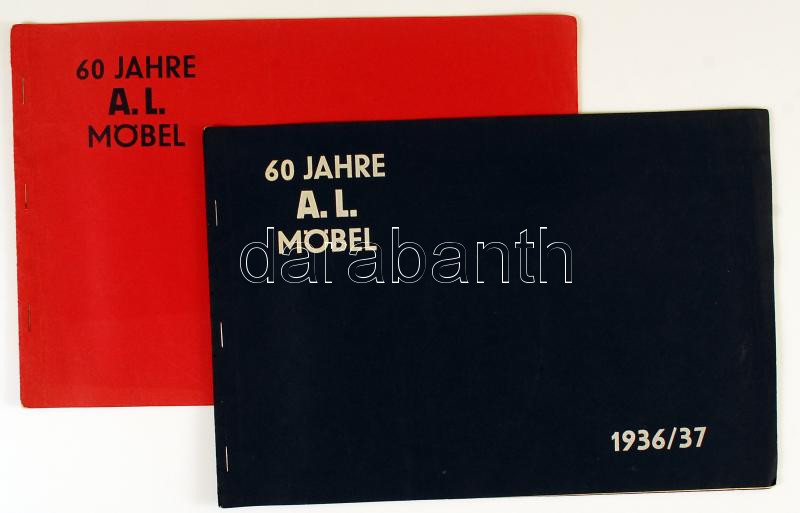 60 JAHRE
A. L.
MÖBEL
60 JAHRE
A. L.
MÖBEL
darabanth
1936/37